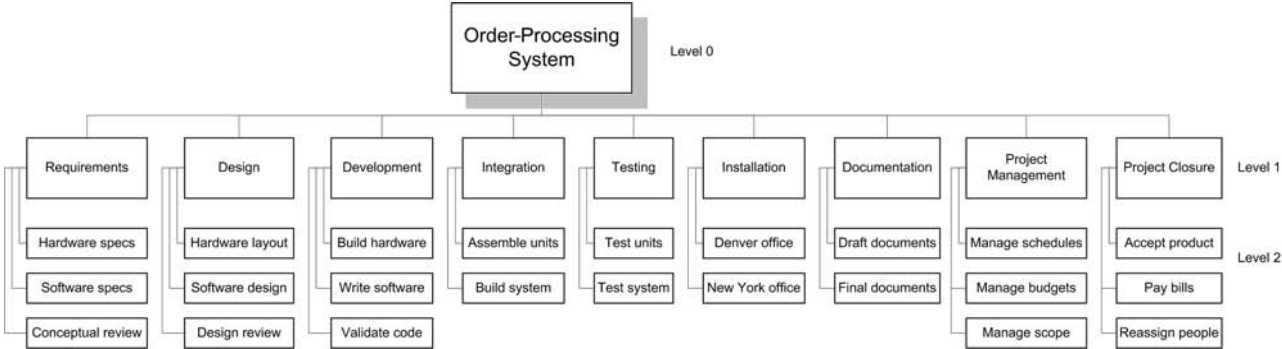 Order-Processing
System
Level 0
Requirements
Design
Development
Integration
Testing
Installation
Documentation
Project
Management
Project Closure
Level 1
Hardware specs
Hardware layout
Build hardware
Assemble units
Test units
Denver office
Draft documents
Manage schedules
Accept product
Level 2
Software specs
Software design
Write software
Build system
Test system
New York office
Final documents
Manage budgets
Pay bills
Conceptual review
Design review
Validate code
Manage scope
Reassign people